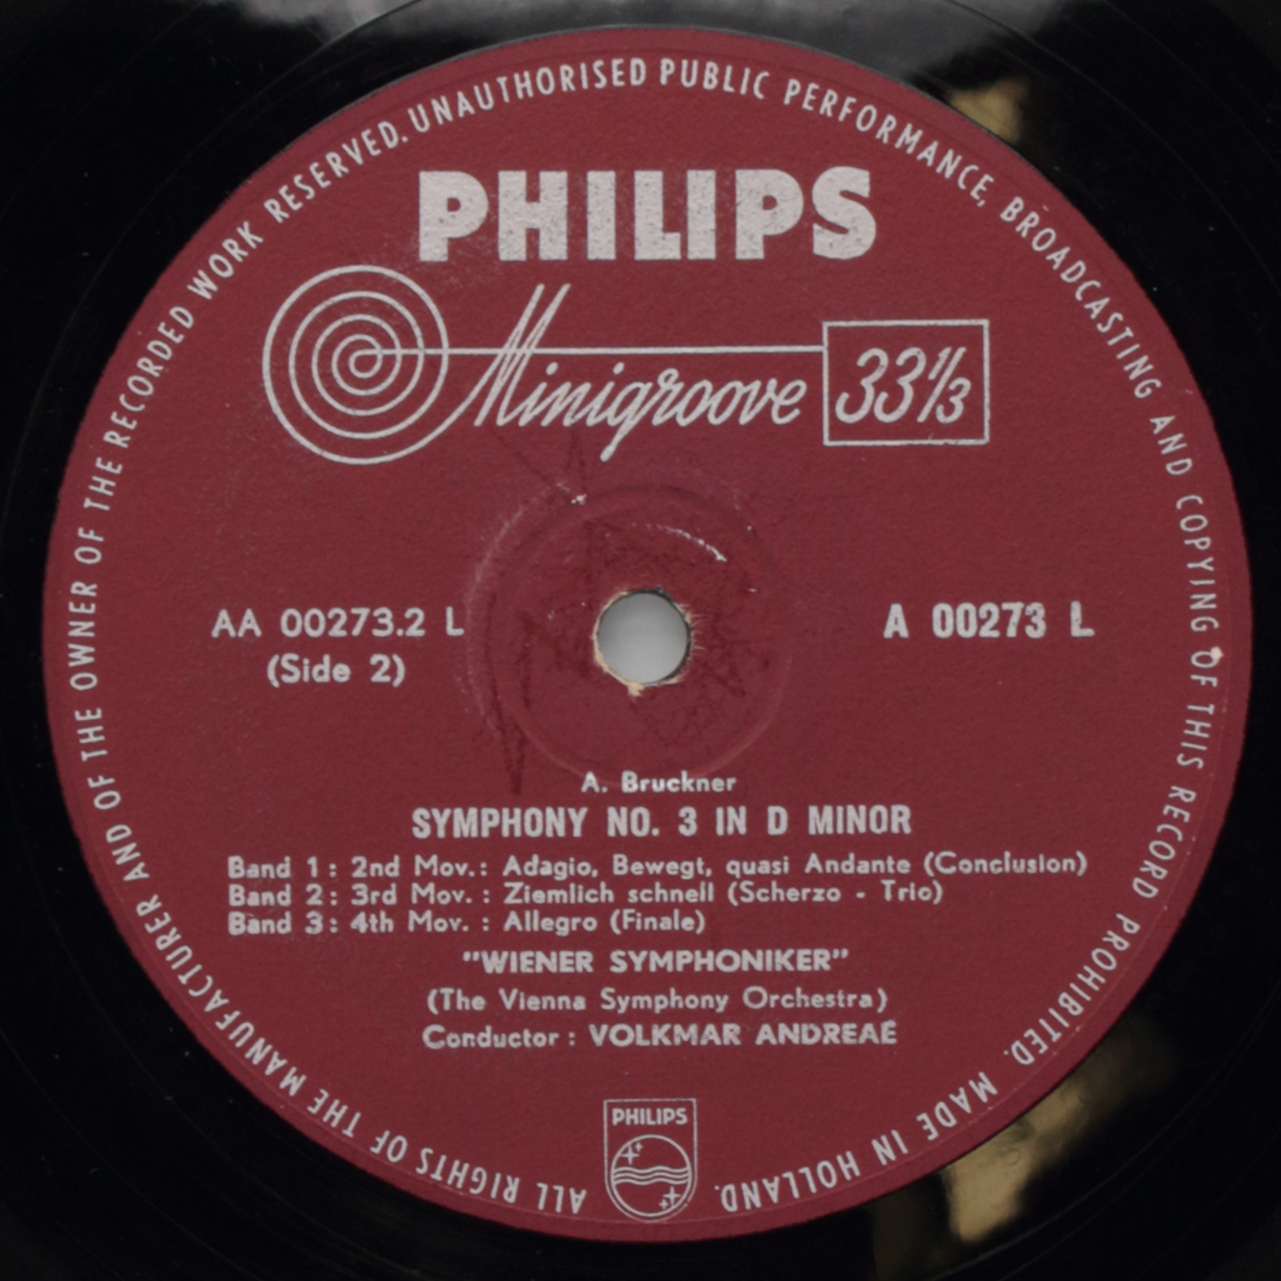 ALL RIGHTS OF THE MANUFACTURER AND OF THE OWNER OF THE RECORDED WORK RESERVED. UNAUTHORISED PUBLIC PERFORMANCE, BROADCASTING AND COPYING OF THIS RECORD PROHIBITED. MADE IN HOLLAND.
PHILIPS
Minigroove 33 1/3
AA 00273.2 L
(Side 2)
A 00273 L
A. Bruckner
SYMPHONY NO. 3 IN D MINOR
Band 1 : 2nd Mov.: Adagio, Bewegt, quasi Andante (Conclusion)
Band 2 : 3rd Mov. : Ziemlich schnell (Scherzo - Trio)
Band 3 : 4th Mov. : Allegro (Finale)
"WIENER SYMPHONIKER"
(The Vienna Symphony Orchestra)
Conductor : VOLKMAR ANDREAE
PHILIPS